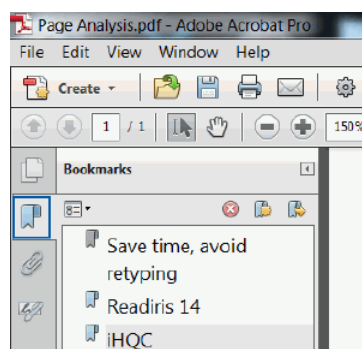 Page Analysis.pdf - Adobe Acrobat Pro
File Edit View Window Help
Create
1 / 1 150%
Bookmarks
Save time, avoid
retyping
Readiris 14
iHQC